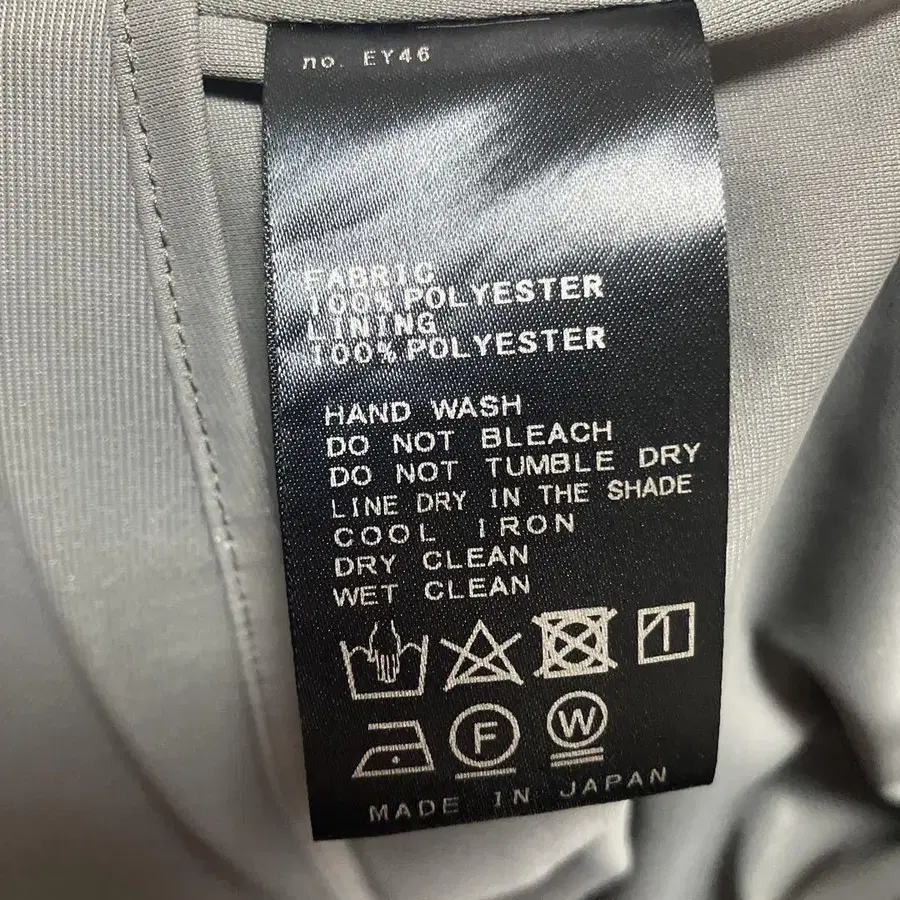 no. EY46
FABRIC
100% POLYESTER
LINING
100% POLYESTER
HAND WASH
DO NOT BLEACH
DO NOT TUMBLE DRY
LINE DRY IN THE SHADE
COOL IRON
DRY CLEAN
WET CLEAN
F W
MADE IN JAPAN